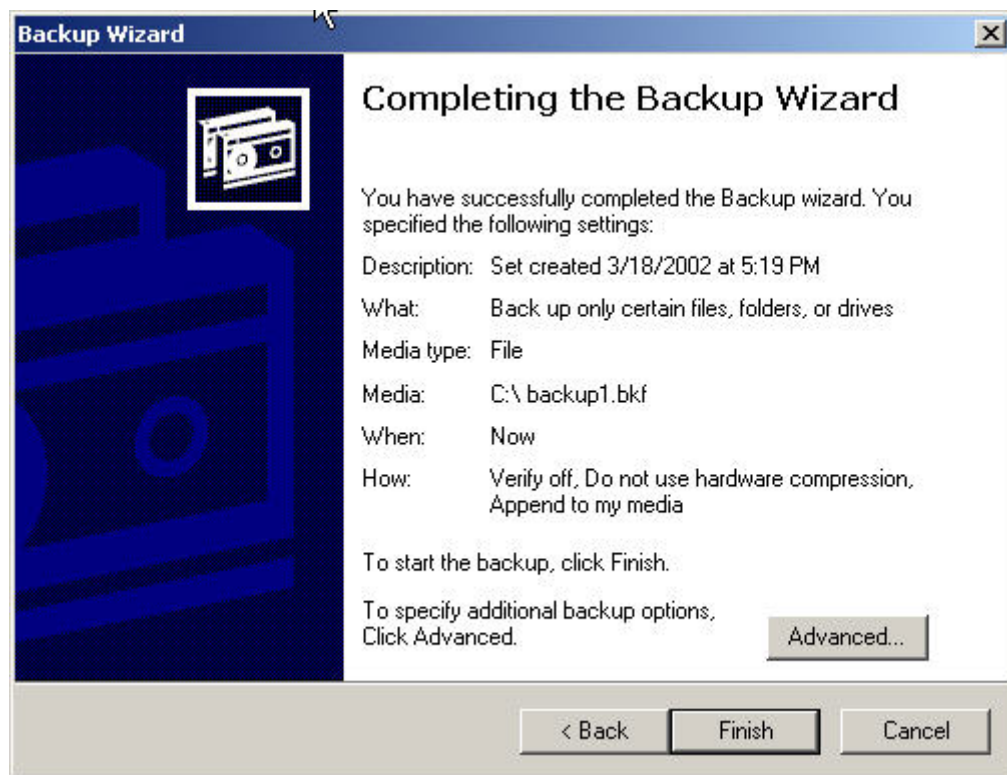 Backup Wizard
Completing the Backup Wizard
You have successfully completed the Backup wizard. You
specified the following settings:
Description: Set created 3/18/2002 at 5:19 PM
What: Back up only certain files, folders, or drives
Media type: File
Media: C:\ backup1.bkf
When: Now
How: Verify off, Do not use hardware compression,
Append to my media
To start the backup, click Finish.
To specify additional backup options,
Click Advanced.
Advanced...
< Back Finish Cancel